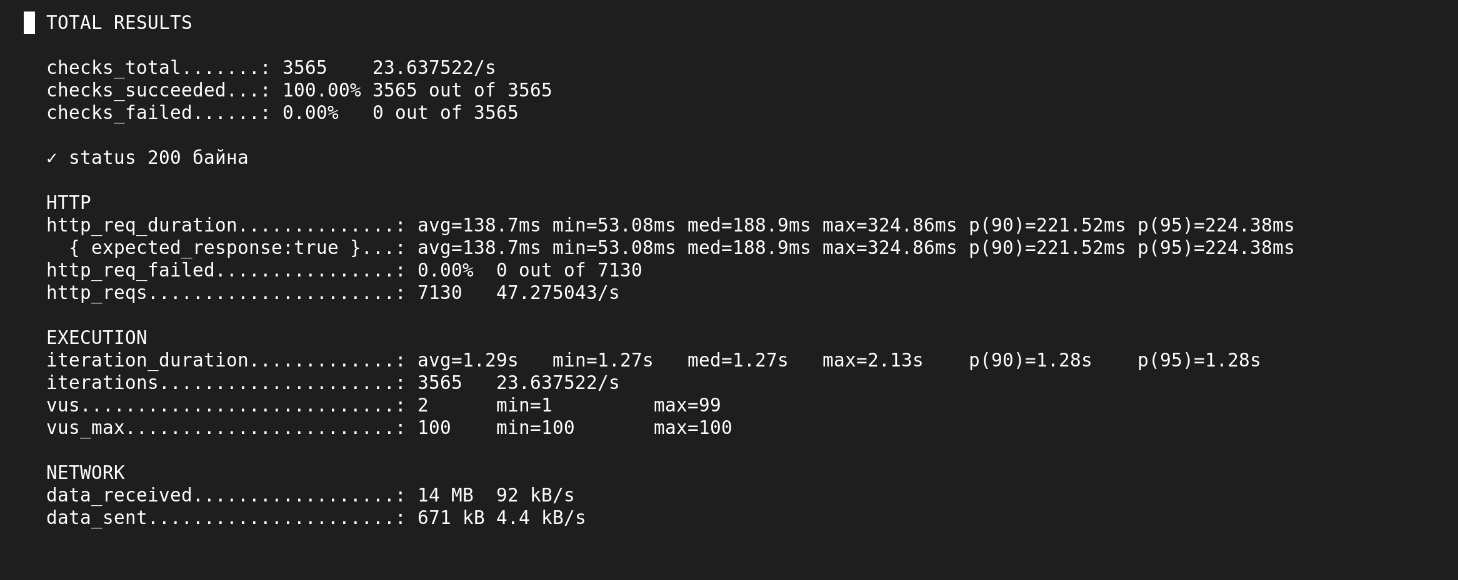 █ TOTAL RESULTS
checks_total.......: 3565    23.637522/s
checks_succeeded...: 100.00% 3565 out of 3565
checks_failed......: 0.00%   0 out of 3565
✓ status 200 байна
HTTP
http_req_duration..............: avg=138.7ms min=53.08ms med=188.9ms max=324.86ms p(90)=221.52ms p(95)=224.38ms
  { expected_response:true }...: avg=138.7ms min=53.08ms med=188.9ms max=324.86ms p(90)=221.52ms p(95)=224.38ms
http_req_failed................: 0.00%  0 out of 7130
http_reqs......................: 7130   47.275043/s
EXECUTION
iteration_duration.............: avg=1.29s   min=1.27s   med=1.27s   max=2.13s    p(90)=1.28s    p(95)=1.28s
iterations.....................: 3565   23.637522/s
vus............................: 2      min=1         max=99
vus_max........................: 100    min=100       max=100
NETWORK
data_received..................: 14 MB  92 kB/s
data_sent......................: 671 kB 4.4 kB/s